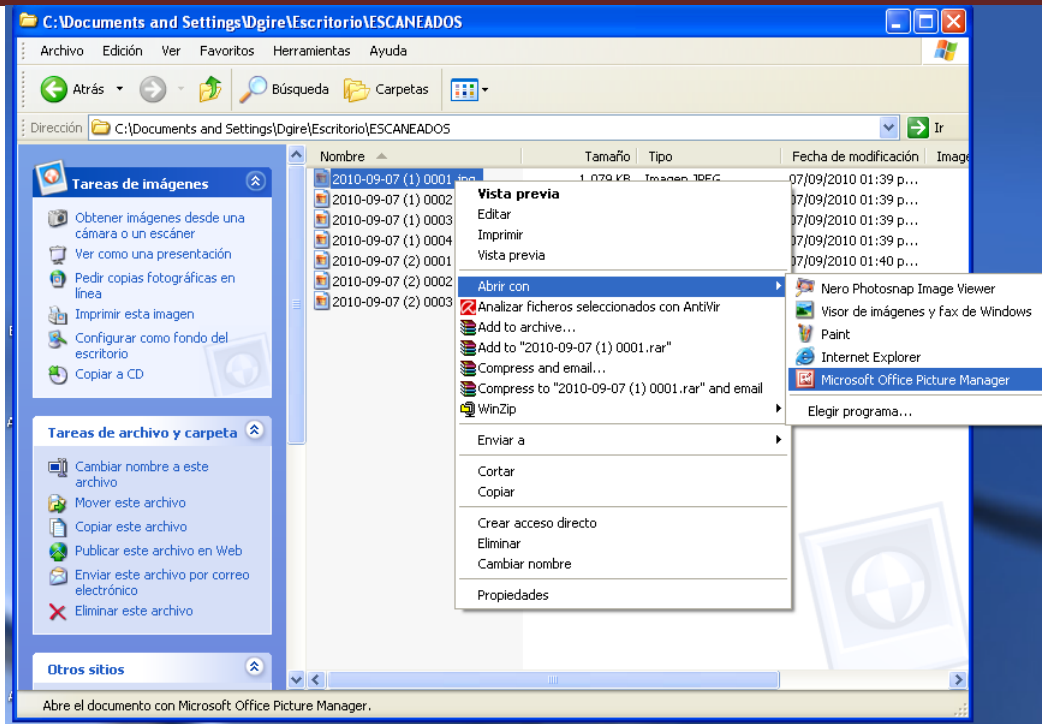 C:\Documents and Settings\Dgire\Escritorio\ESCANEADOS
Archivo Edición Ver Favoritos Herramientas Ayuda
Atrás Búsqueda Carpetas
Dirección C:\Documents and Settings\Dgire\Escritorio\ESCANEADOS Ir
Tareas de imágenes
Obtener imágenes desde una
cámara o un escáner
Ver como una presentación
Pedir copias fotográficas en
línea
Imprimir esta imagen
Configurar como fondo del
escritorio
Copiar a CD
Tareas de archivo y carpeta
Cambiar nombre a este
archivo
Mover este archivo
Copiar este archivo
Publicar este archivo en Web
Enviar este archivo por correo
electrónico
Eliminar este archivo
Otros sitios
Nombre Tamaño Tipo Fecha de modificación Image
2010-09-07 (1) 0001.jpg 1.079 KB Imagen JPEG 07/09/2010 01:39 p...
2010-09-07 (1) 0002 07/09/2010 01:39 p...
2010-09-07 (1) 0003 07/09/2010 01:39 p...
2010-09-07 (1) 0004 07/09/2010 01:39 p...
2010-09-07 (2) 0001 07/09/2010 01:40 p...
2010-09-07 (2) 0002
2010-09-07 (2) 0003
Vista previa
Editar
Imprimir
Vista previa
Abrir con
Analizar ficheros seleccionados con AntiVir
Add to archive...
Add to "2010-09-07 (1) 0001.rar"
Compress and email...
Compress to "2010-09-07 (1) 0001.rar" and email
WinZip
Enviar a
Cortar
Copiar
Crear acceso directo
Eliminar
Cambiar nombre
Propiedades
Nero Photosnap Image Viewer
Visor de imágenes y fax de Windows
Paint
Internet Explorer
Microsoft Office Picture Manager
Elegir programa...
Abre el documento con Microsoft Office Picture Manager.